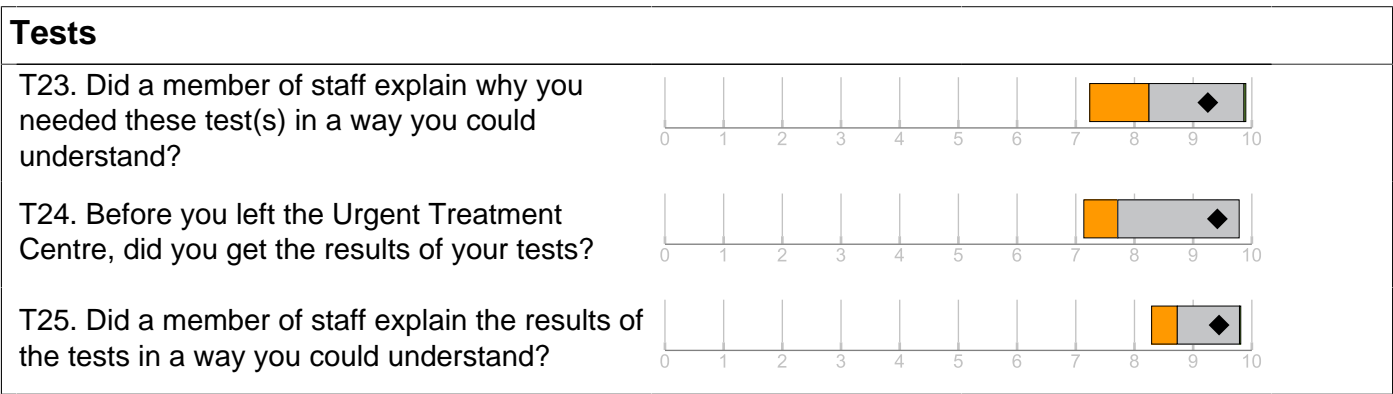 Tests
T23. Did a member of staff explain why you
needed these test(s) in a way you could
understand?
0 1 2 3 4 5 6 7 8 9 10
T24. Before you left the Urgent Treatment
Centre, did you get the results of your tests?
0 1 2 3 4 5 6 7 8 9 10
T25. Did a member of staff explain the results of
the tests in a way you could understand?
0 1 2 3 4 5 6 7 8 9 10